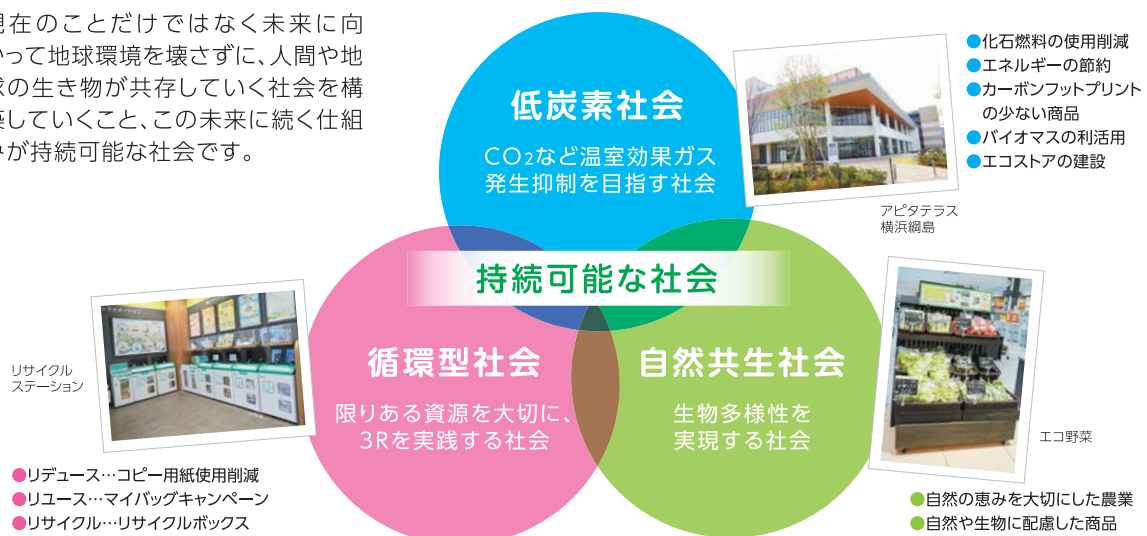 現在のことだけではなく未来に向
かって地球環境を壊さずに、人間や地
球の生き物が共存していく社会を構
築していくこと、この未来に続く仕組
みが持続可能な社会です。
低炭素社会
CO₂など温室効果ガス
発生抑制を目指す社会
●化石燃料の使用削減
●エネルギーの節約
●カーボンフットプリント
の少ない商品
●バイオマスの利活用
●エコストアの建設
アピタテラス
横浜綱島
持続可能な社会
リサイクル
ステーション
循環型社会
限りある資源を大切に、
3Rを実践する社会
●リデュース…コピー用紙使用削減
●リユース…マイバッグキャンペーン
●リサイクル…リサイクルボックス
自然共生社会
生物多様性を
実現する社会
エコ野菜
●自然の恵みを大切にした農業
●自然や生物に配慮した商品